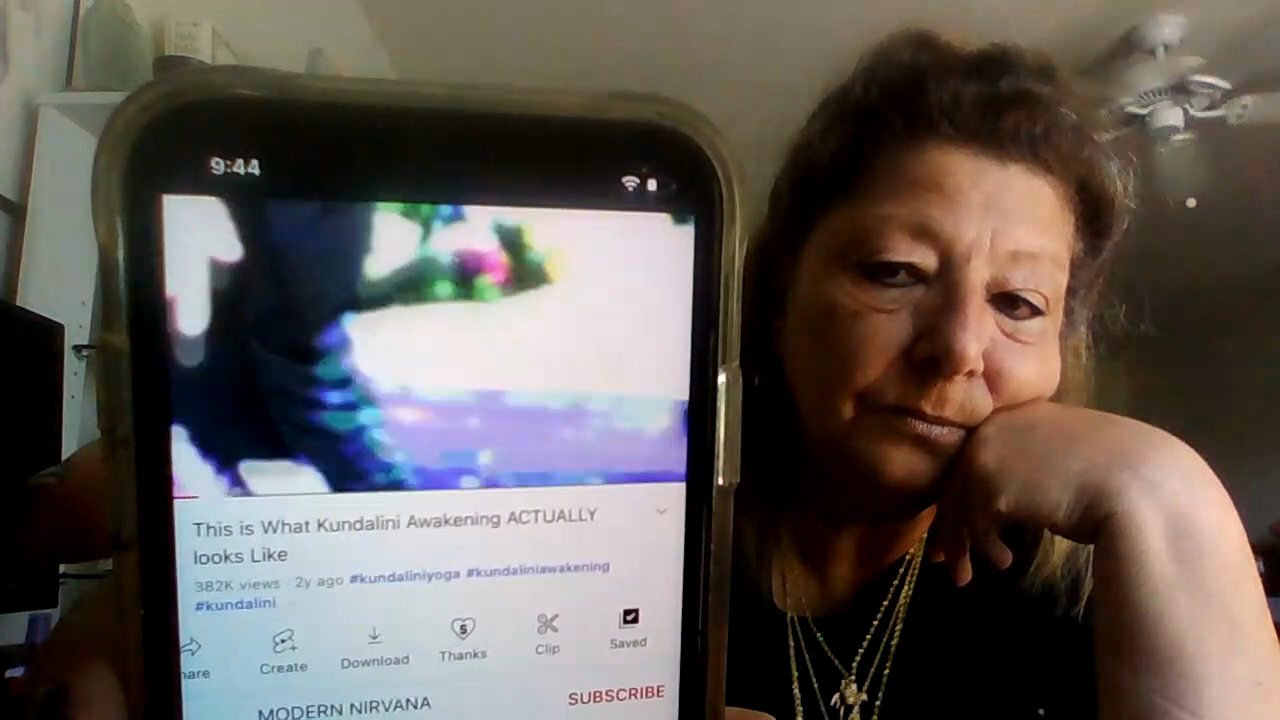 9:44
This is What Kundalini Awakening ACTUALLY
looks Like
382K views · 2y ago #kundaliniyoga #kundaliniawakening
#kundalini
hare Create Download Thanks Clip Saved
MODERN NIRVANA SUBSCRIBE